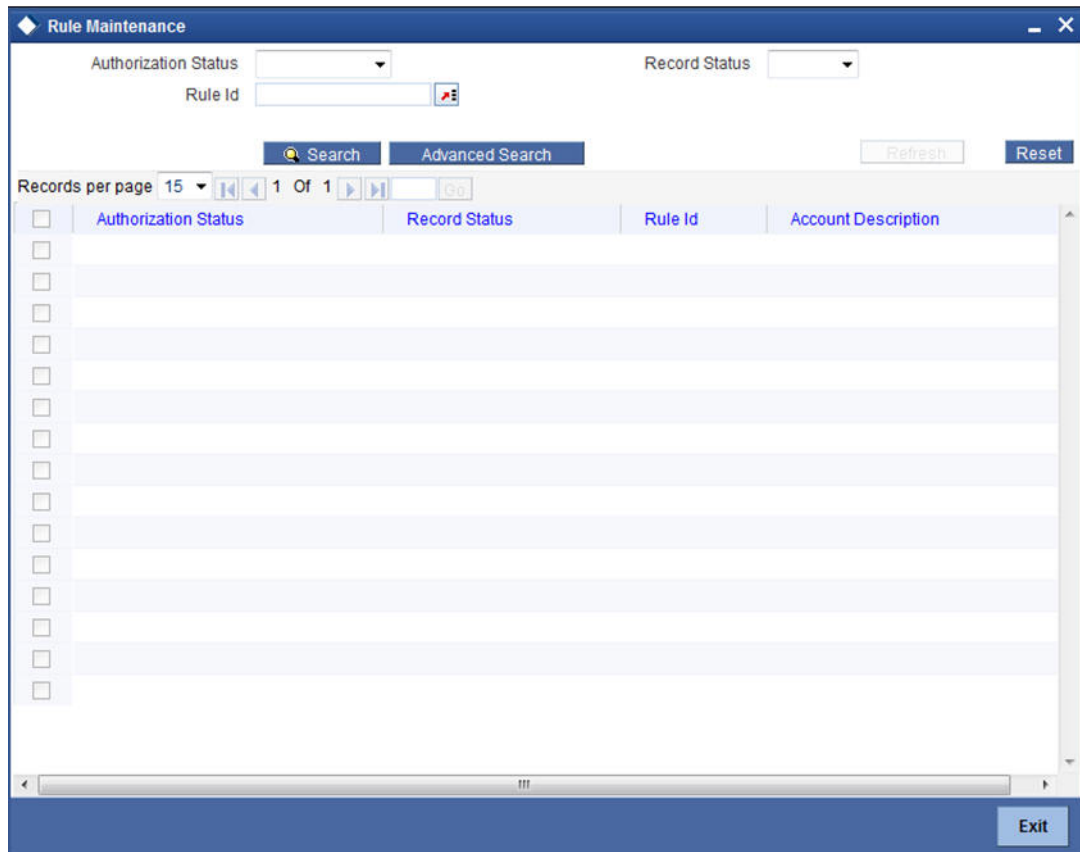 Rule Maintenance
Authorization Status Record Status
Rule Id
Search Advanced Search Refresh Reset
Records per page 15 1 Of 1 Go
Authorization Status Record Status Rule Id Account Description
Exit